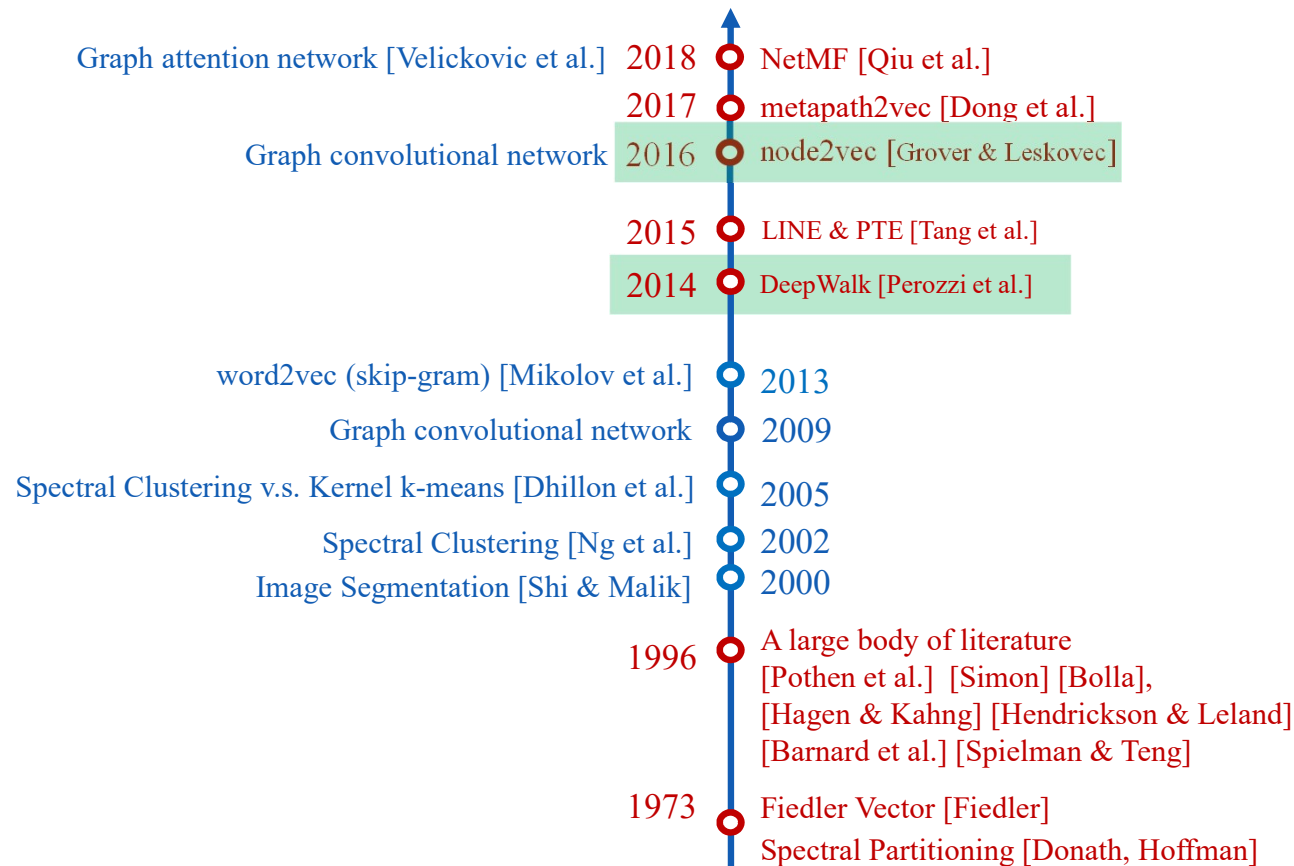 Graph attention network [Velickovic et al.] 2018 NetMF [Qiu et al.]
2017 metapath2vec [Dong et al.]
Graph convolutional network 2016 node2vec [Grover & Leskovec]
2015 LINE & PTE [Tang et al.]
2014 DeepWalk [Perozzi et al.]
word2vec (skip-gram) [Mikolov et al.] 2013
Graph convolutional network 2009
Spectral Clustering v.s. Kernel k-means [Dhillon et al.] 2005
Spectral Clustering [Ng et al.] 2002
Image Segmentation [Shi & Malik] 2000
1996 A large body of literature
[Pothen et al.] [Simon] [Bolla],
[Hagen & Kahng] [Hendrickson & Leland]
[Barnard et al.] [Spielman & Teng]
1973 Fiedler Vector [Fiedler]
Spectral Partitioning [Donath, Hoffman]